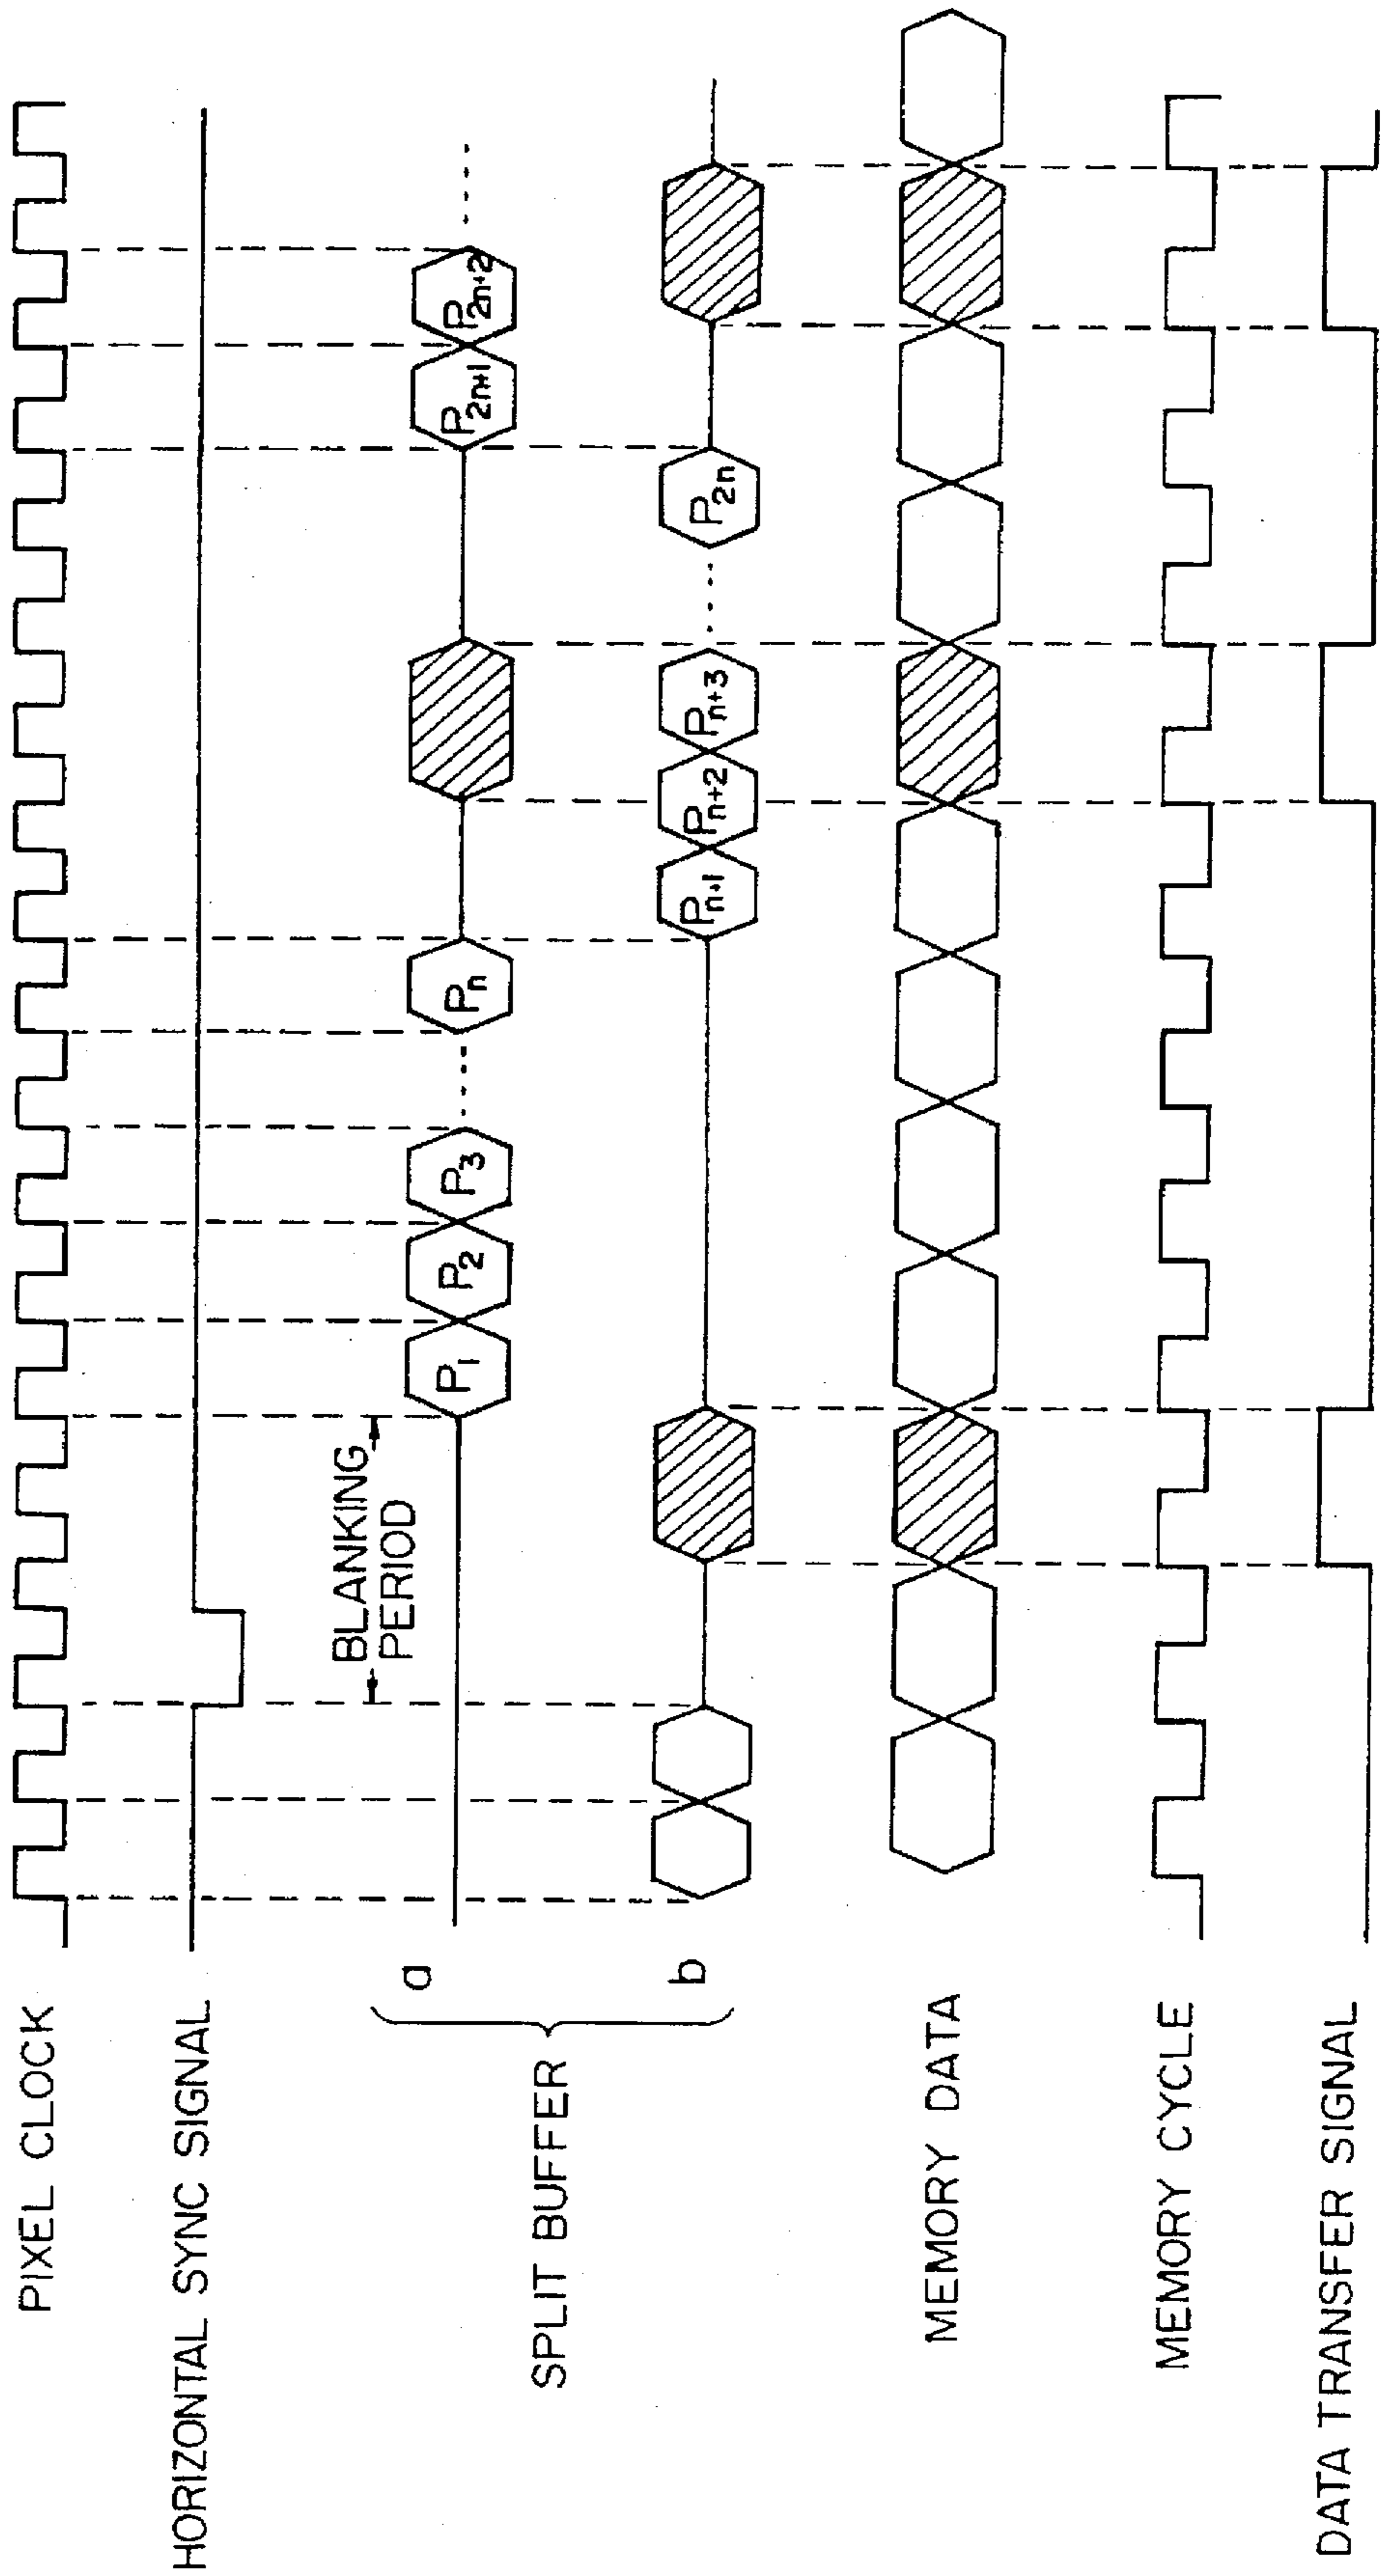 PIXEL CLOCK
HORIZONTAL SYNC SIGNAL
BLANKING
PERIOD
SPLIT BUFFER
a
P1 P2 P3 ···· Pn P2n+1 P2n+2 ····
b
Pn+1 Pn+2 Pn+3 ···· P2n
MEMORY DATA
MEMORY CYCLE
DATA TRANSFER SIGNAL